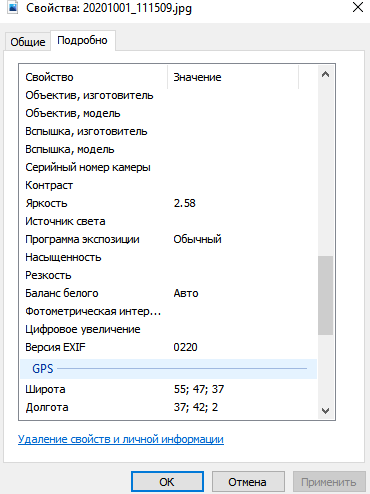 Свойства: 20201001_111509.jpg
Общие Подробно
Свойство Значение
Объектив, изготовитель
Объектив, модель
Вспышка, изготовитель
Вспышка, модель
Серийный номер камеры
Контраст
Яркость 2.58
Источник света
Программа экспозиции Обычный
Насыщенность
Резкость
Баланс белого Авто
Фотометрическая интер...
Цифровое увеличение
Версия EXIF 0220
GPS
Широта 55; 47; 37
Долгота 37; 42; 2
Удаление свойств и личной информации
ОК Отмена Применить